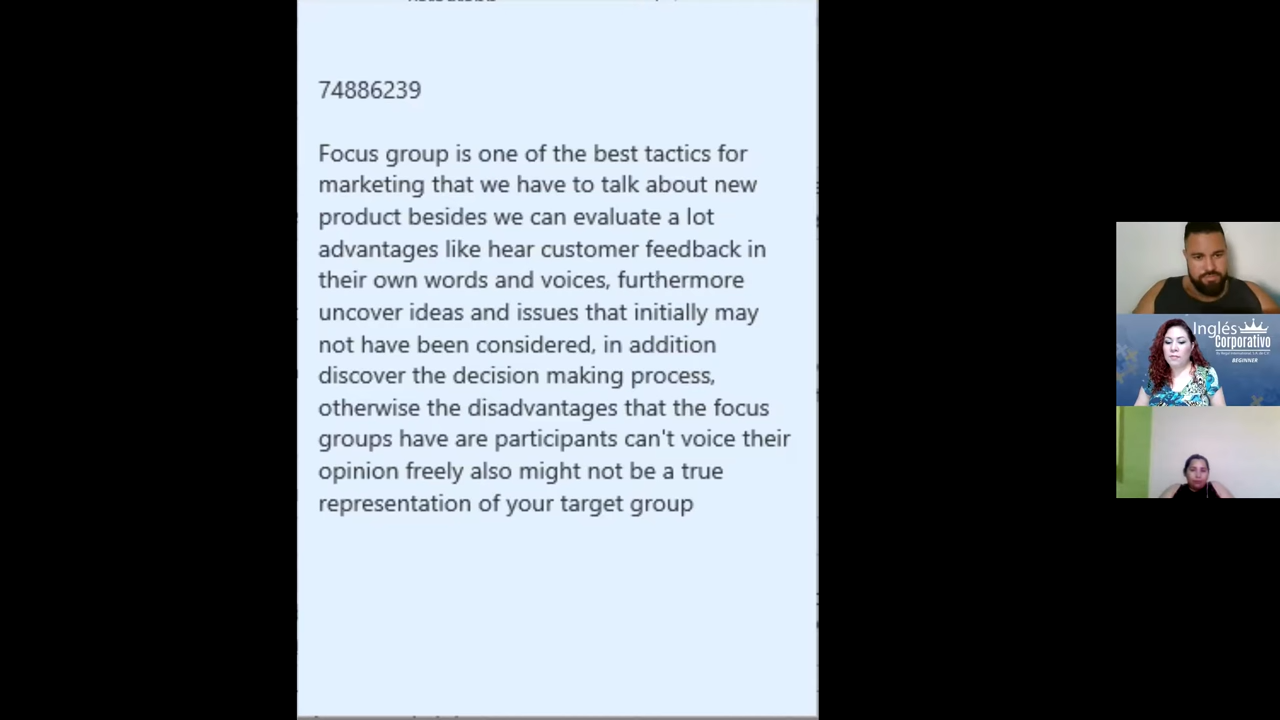 74886239
Focus group is one of the best tactics for
marketing that we have to talk about new
product besides we can evaluate a lot
advantages like hear customer feedback in
their own words and voices, furthermore
uncover ideas and issues that initially may
not have been considered, in addition
discover the decision making process,
otherwise the disadvantages that the focus
groups have are participants can't voice their
opinion freely also might not be a true
representation of your target group
Inglés
Corporativo
BEGINNER